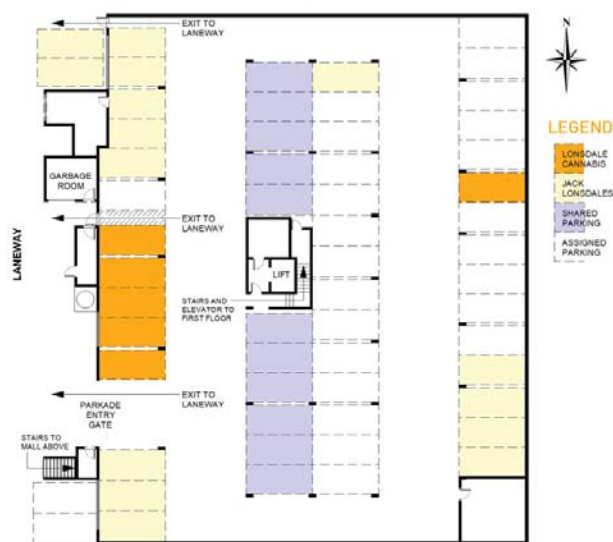 EXIT TO
LANEWAY
N
LEGEND
LONSDALE
CANNABIS
JACK
LONSDALES
SHARED
PARKING
ASSIGNED
PARKING
GARBAGE
ROOM
EXIT TO
LANEWAY
LANEWAY
LIFT
STAIRS AND
ELEVATOR TO
FIRST FLOOR
EXIT TO
LANEWAY
PARKADE
ENTRY
GATE
STAIRS TO
MALL ABOVE